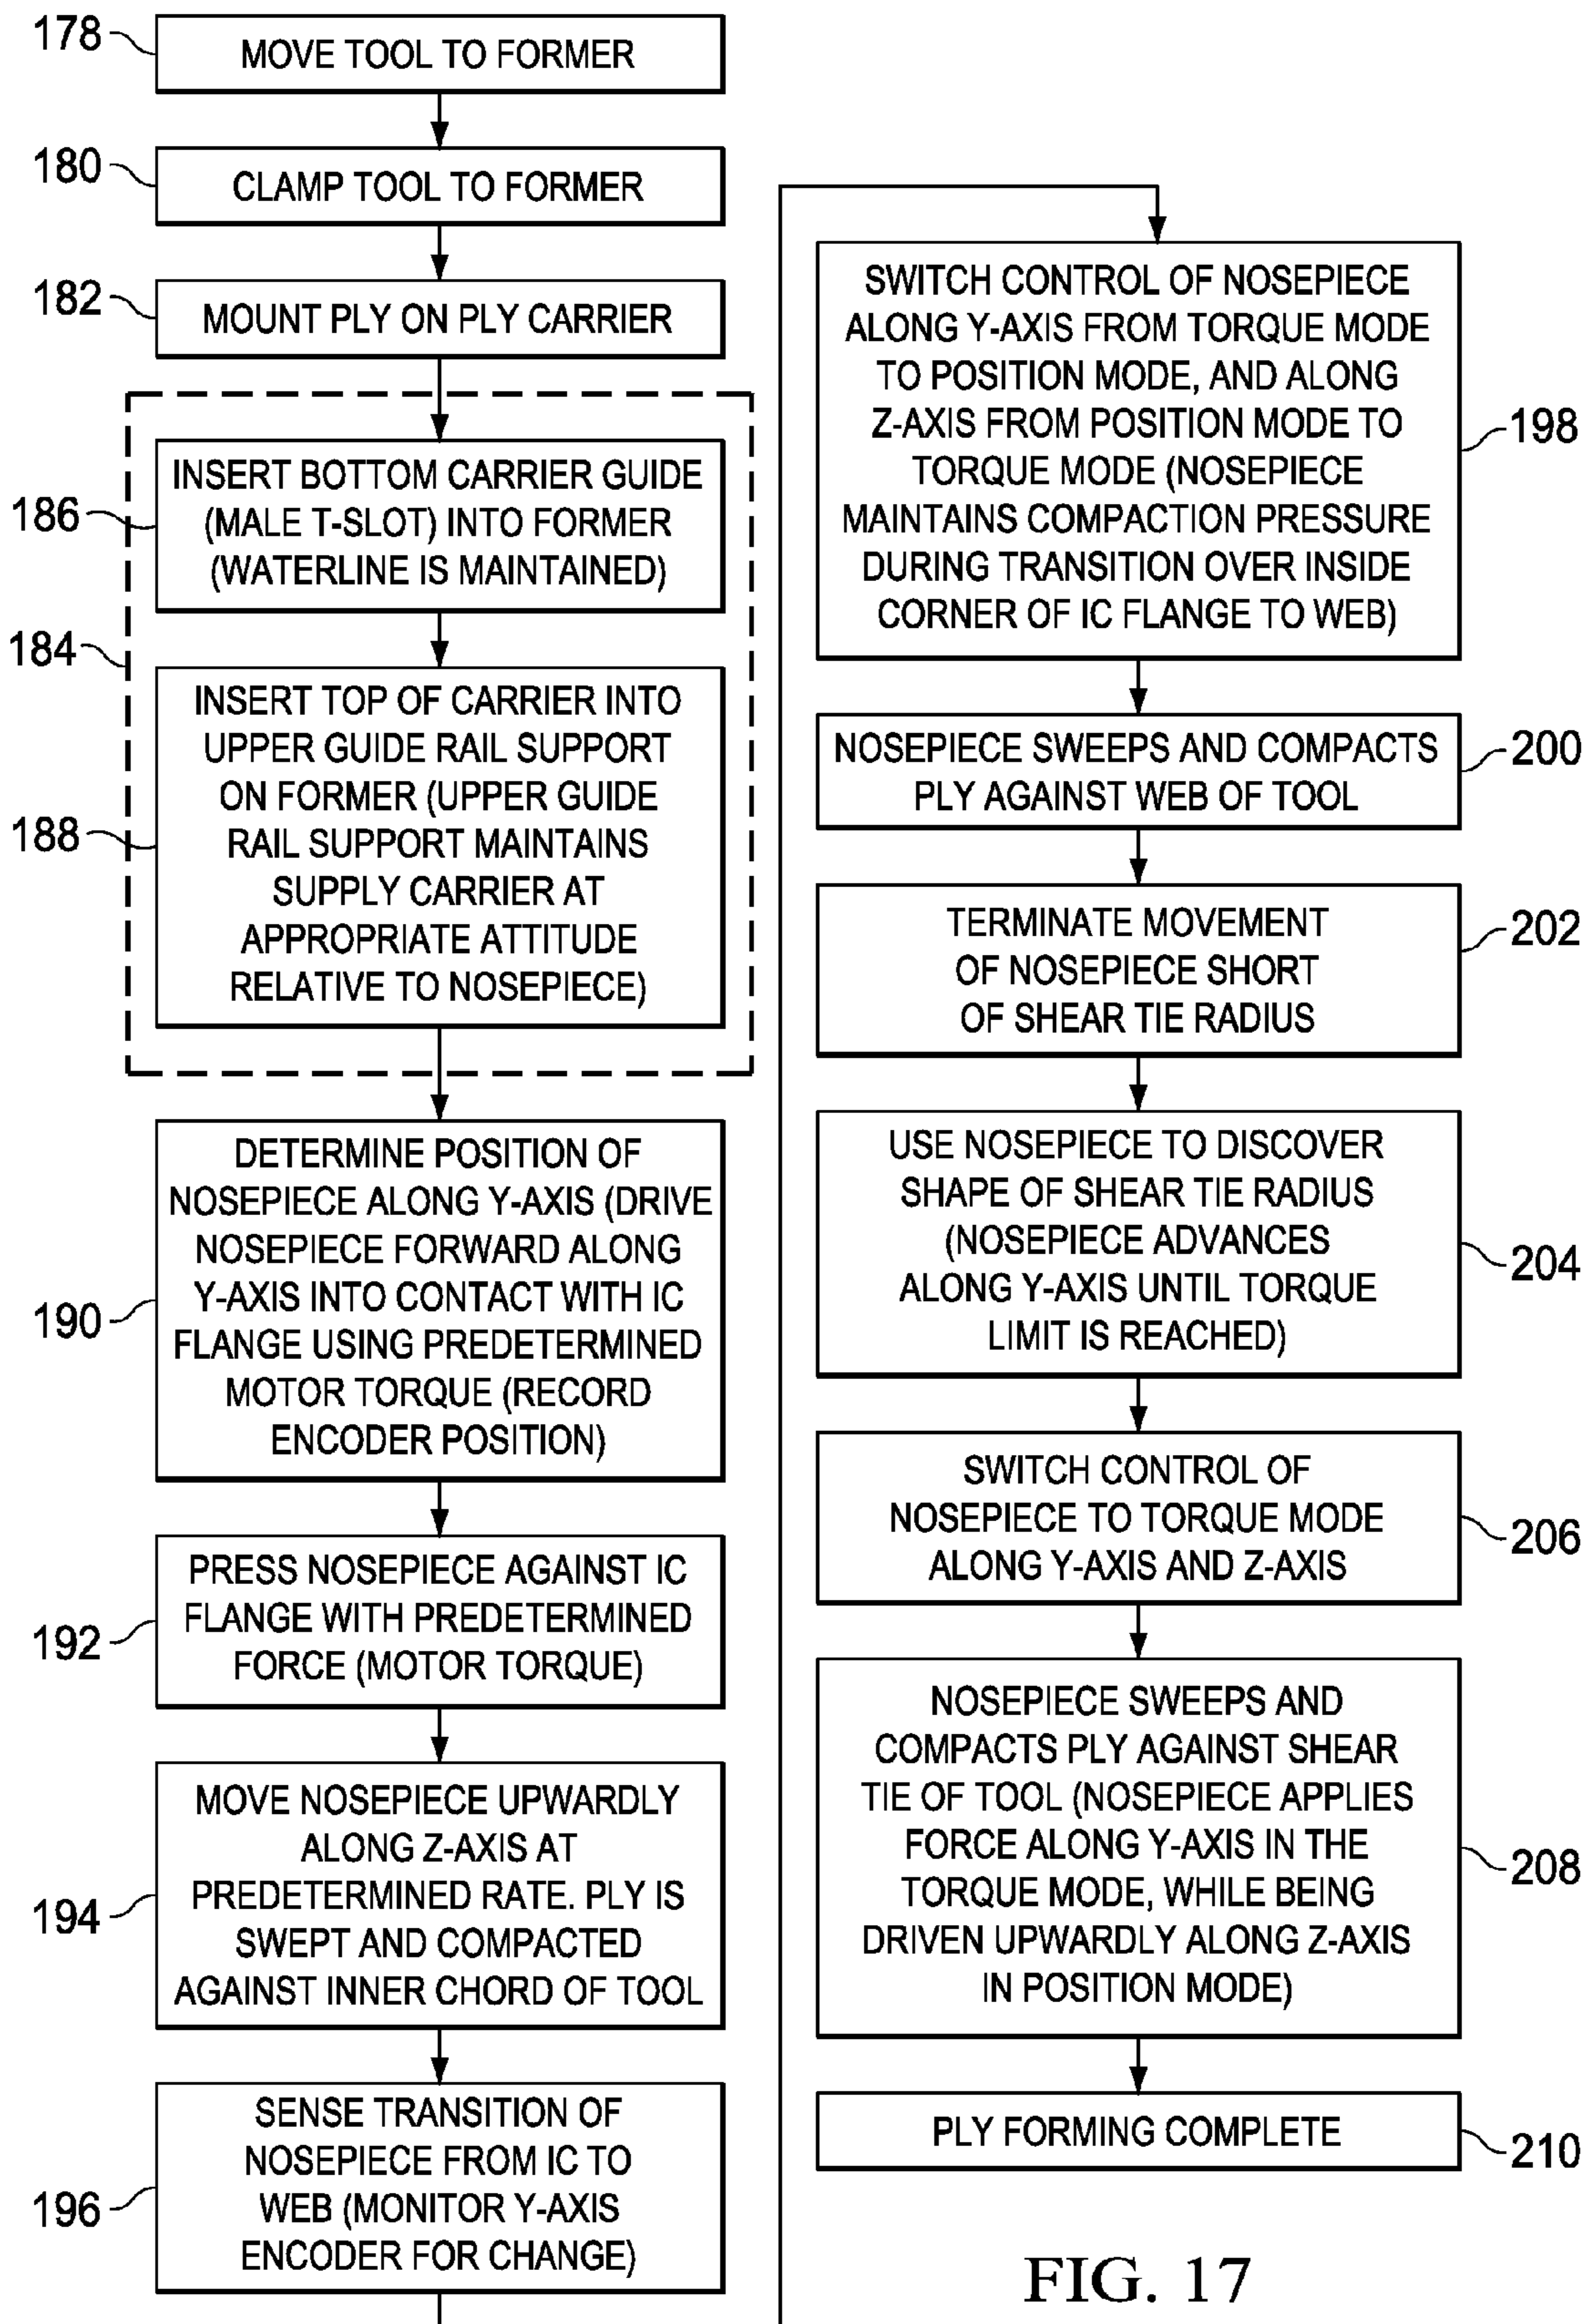 178
MOVE TOOL TO FORMER
180
CLAMP TOOL TO FORMER
182
MOUNT PLY ON PLY CARRIER
184
186
INSERT BOTTOM CARRIER GUIDE
(MALE T-SLOT) INTO FORMER
(WATERLINE IS MAINTAINED)
188
INSERT TOP OF CARRIER INTO
UPPER GUIDE RAIL SUPPORT
ON FORMER (UPPER GUIDE
RAIL SUPPORT MAINTAINS
SUPPLY CARRIER AT
APPROPRIATE ATTITUDE
RELATIVE TO NOSEPIECE)
190
DETERMINE POSITION OF
NOSEPIECE ALONG Y-AXIS (DRIVE
NOSEPIECE FORWARD ALONG
Y-AXIS INTO CONTACT WITH IC
FLANGE USING PREDETERMINED
MOTOR TORQUE (RECORD
ENCODER POSITION)
192
PRESS NOSEPIECE AGAINST IC
FLANGE WITH PREDETERMINED
FORCE (MOTOR TORQUE)
194
MOVE NOSEPIECE UPWARDLY
ALONG Z-AXIS AT
PREDETERMINED RATE. PLY IS
SWEPT AND COMPACTED
AGAINST INNER CHORD OF TOOL
196
SENSE TRANSITION OF
NOSEPIECE FROM IC TO
WEB (MONITOR Y-AXIS
ENCODER FOR CHANGE)
SWITCH CONTROL OF NOSEPIECE
ALONG Y-AXIS FROM TORQUE MODE
TO POSITION MODE, AND ALONG
Z-AXIS FROM POSITION MODE TO
TORQUE MODE (NOSEPIECE
MAINTAINS COMPACTION PRESSURE
DURING TRANSITION OVER INSIDE
CORNER OF IC FLANGE TO WEB)
198
NOSEPIECE SWEEPS AND COMPACTS
PLY AGAINST WEB OF TOOL
200
TERMINATE MOVEMENT
OF NOSEPIECE SHORT
OF SHEAR TIE RADIUS
202
USE NOSEPIECE TO DISCOVER
SHAPE OF SHEAR TIE RADIUS
(NOSEPIECE ADVANCES
ALONG Y-AXIS UNTIL TORQUE
LIMIT IS REACHED)
204
SWITCH CONTROL OF
NOSEPIECE TO TORQUE MODE
ALONG Y-AXIS AND Z-AXIS
206
NOSEPIECE SWEEPS AND
COMPACTS PLY AGAINST SHEAR
TIE OF TOOL (NOSEPIECE APPLIES
FORCE ALONG Y-AXIS IN THE
TORQUE MODE, WHILE BEING
DRIVEN UPWARDLY ALONG Z-AXIS
IN POSITION MODE)
208
PLY FORMING COMPLETE
210
FIG. 17